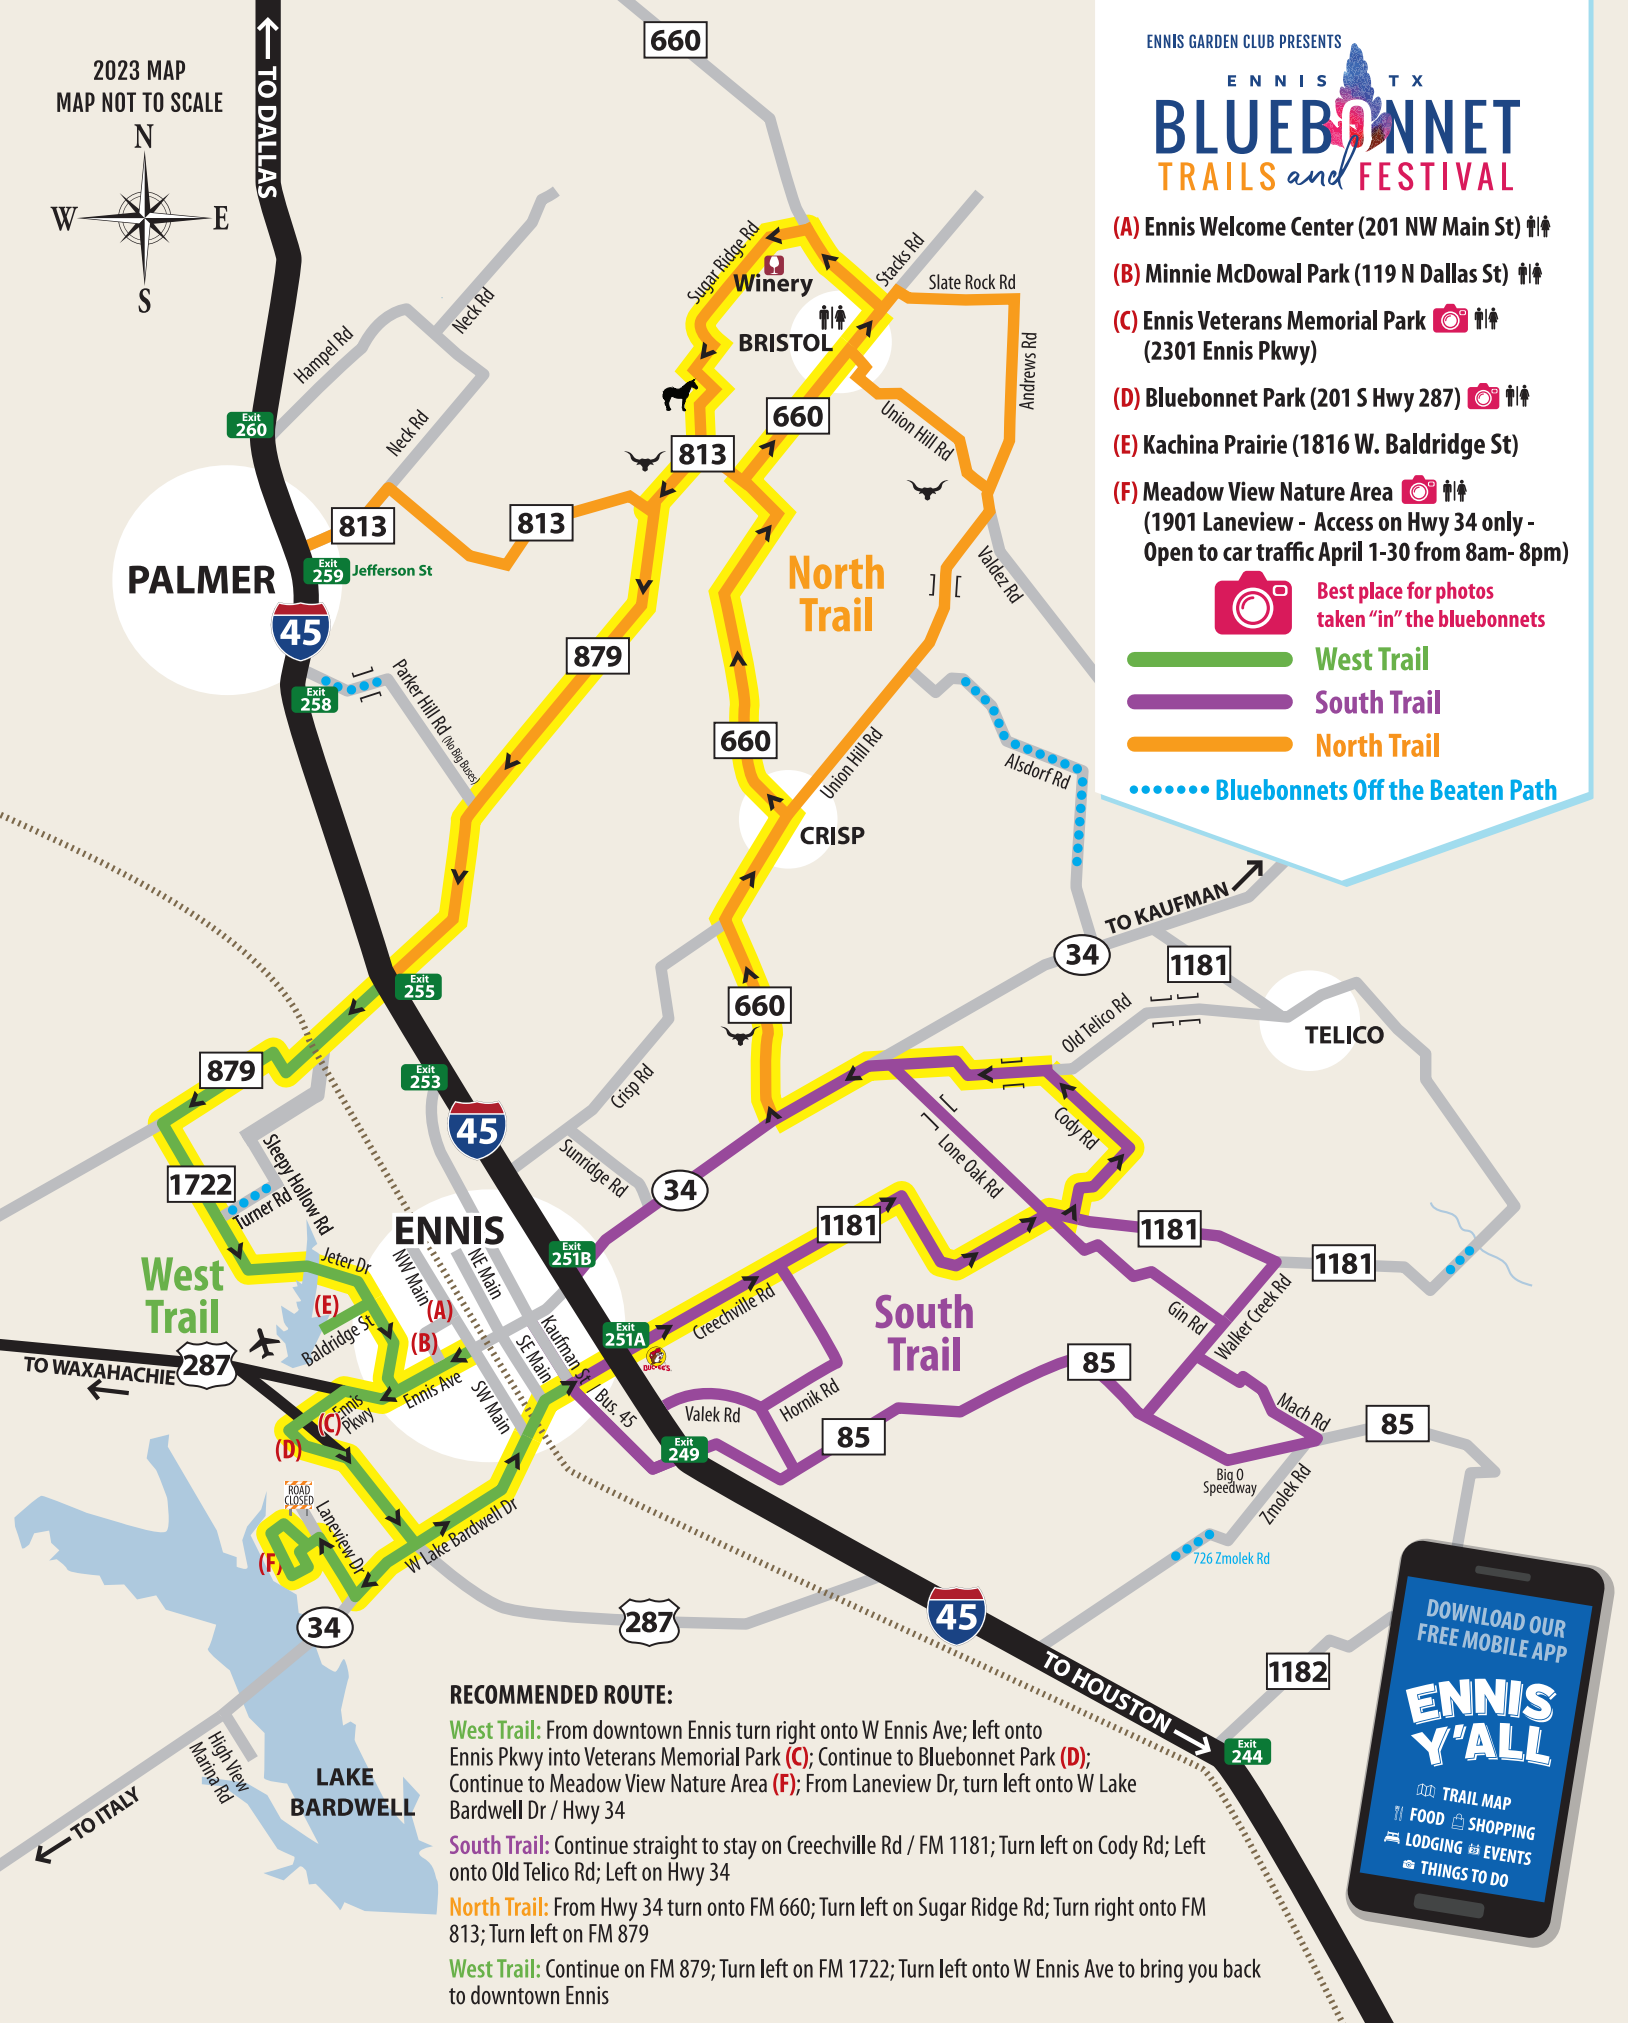 2023 MAP
MAP NOT TO SCALE
N
W
E
S
TO DALLAS
660
ENNIS GARDEN CLUB PRESENTS
ENNIS TX
BLUEBONNET
TRAILS and FESTIVAL
(A) Ennis Welcome Center (201 NW Main St)
(B) Minnie McDowal Park (119 N Dallas St)
(C) Ennis Veterans Memorial Park
(2301 Ennis Pkwy)
(D) Bluebonnet Park (201 S Hwy 287)
(E) Kachina Prairie (1816 W. Baldridge St)
(F) Meadow View Nature Area
(1901 Laneview - Access on Hwy 34 only -
Open to car traffic April 1-30 from 8am- 8pm)
Best place for photos
taken "in" the bluebonnets
West Trail
South Trail
North Trail
Bluebonnets Off the Beaten Path
Sugar Ridge Rd
Winery
Stacks Rd
Slate Rock Rd
BRISTOL
Andrews Rd
Hampel Rd
Neck Rd
Neck Rd
Exit
260
660
Union Hill Rd
813
813
813
PALMER
Exit
259
Jefferson St
45
North
Trail
Valdez Rd
879
Exit
258
Parker Hill Rd (No Big Buses)
660
Union Hill Rd
Alsdorf Rd
CRISP
TO KAUFMAN
34
1181
Exit
255
660
Old Telico Rd
TELICO
879
Exit
253
Crisp Rd
45
Cody Rd
Lone Oak Rd
Sunridge Rd
34
1722
Sleepy Hollow Rd
Turner Rd
ENNIS
1181
1181
1181
Exit
251B
West
Trail
Jeter Dr
NW Main
NE Main
(E)
(A)
(B)
Baldridge St
SE Main
Kaufman St / Bus. 45
Exit
251A
BUC-EE'S
Creechville Rd
South
Trail
Gin Rd
Walker Creek Rd
TO WAXAHACHIE
287
Ennis Ave
SW Main
85
Ennis
Pkwy
(C)
(D)
Valek Rd
Hornik Rd
Mach Rd
85
85
Exit
249
Big O
Speedway
Zmolek Rd
ROAD
CLOSED
Laneview Dr
(F)
W Lake Bardwell Dr
726 Zmolek Rd
34
287
45
TO HOUSTON
1182
Exit
244
High View
Marina Rd
LAKE
BARDWELL
TO ITALY
RECOMMENDED ROUTE:
West Trail: From downtown Ennis turn right onto W Ennis Ave; left onto
Ennis Pkwy into Veterans Memorial Park (C); Continue to Bluebonnet Park (D);
Continue to Meadow View Nature Area (F); From Laneview Dr, turn left onto W Lake
Bardwell Dr / Hwy 34
South Trail: Continue straight to stay on Creechville Rd / FM 1181; Turn left on Cody Rd; Left
onto Old Telico Rd; Left on Hwy 34
North Trail: From Hwy 34 turn onto FM 660; Turn left on Sugar Ridge Rd; Turn right onto FM
813; Turn left on FM 879
West Trail: Continue on FM 879; Turn left on FM 1722; Turn left onto W Ennis Ave to bring you back
to downtown Ennis
DOWNLOAD OUR
FREE MOBILE APP
ENNIS
Y'ALL
TRAIL MAP
FOOD SHOPPING
LODGING EVENTS
THINGS TO DO